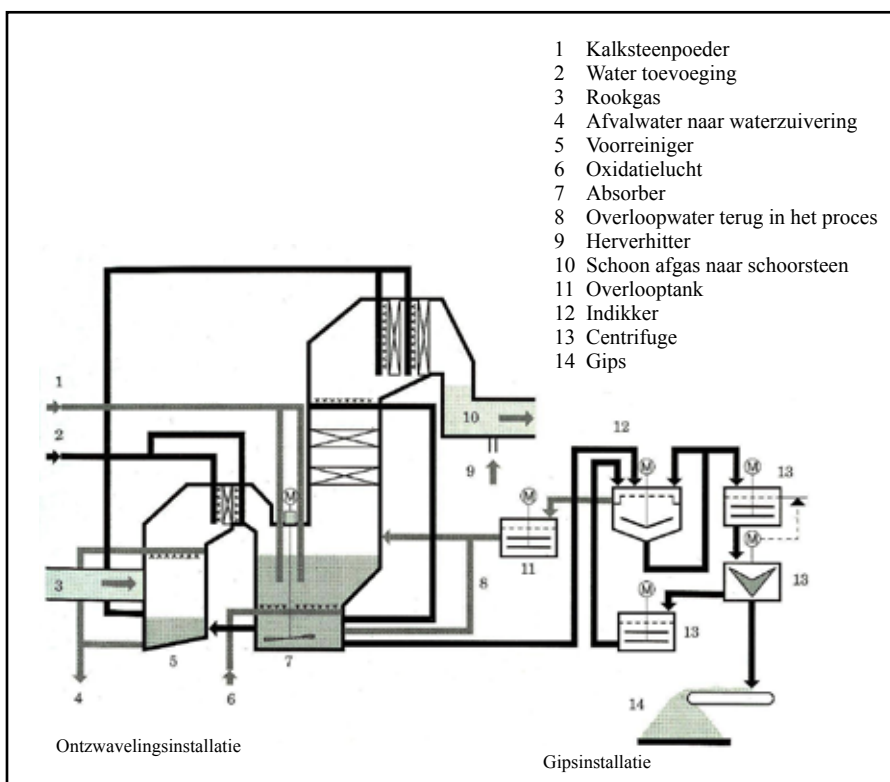 1 Kalksteenpoeder
2 Water toevoeging
3 Rookgas
4 Afvalwater naar waterzuivering
5 Voorreiniger
6 Oxidatielucht
7 Absorber
8 Overloopwater terug in het proces
9 Herverhitter
10 Schoon afgas naar schoorsteen
11 Overlooptank
12 Indikker
13 Centrifuge
14 Gips
1
2
3
4
5
6
7
8
9
10
11
12
13
13
13
14
M
M
M
M
M
M
Ontzwavelingsinstallatie
Gipsinstallatie